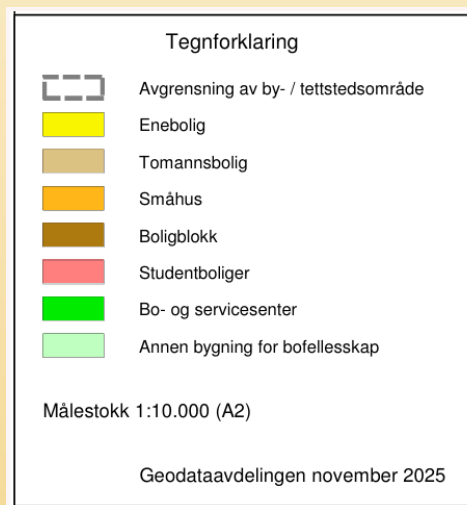 Tegnforklaring
Avgrensning av by- / tettstedsområde
Enebolig
Tomannsbolig
Småhus
Boligblokk
Studentboliger
Bo- og servicesenter
Annen bygning for bofellesskap
Målestokk 1:10.000 (A2)
Geodataavdelingen november 2025